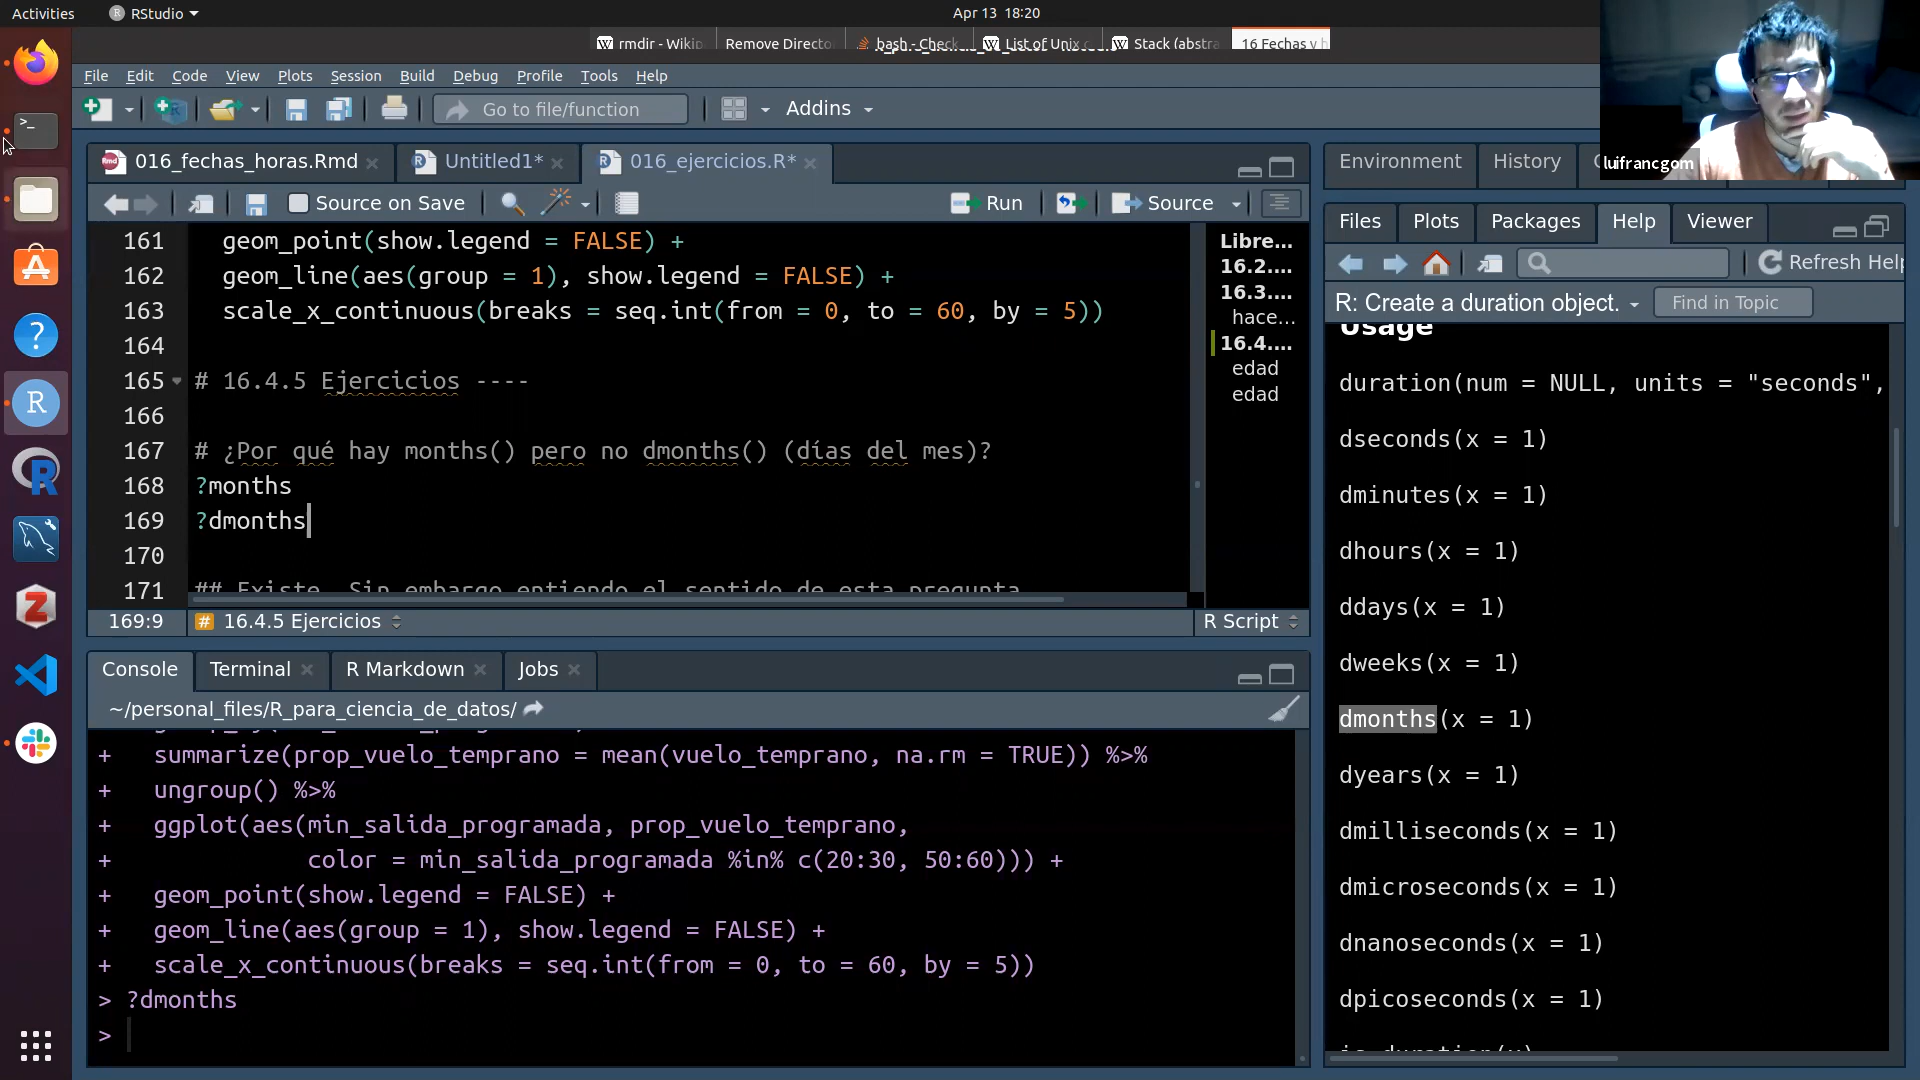 Activities
RStudio
Apr 13 18:20
rmdir - Wikip
Remove Directo
bash - Check
List of Unix c
Stack (abstra
16 Fechas y h
File Edit Code View Plots Session Build Debug Profile Tools Help
Go to file/function
Addins
luifrancgom
016_fechas_horas.Rmd
Untitled1*
016_ejercicios.R*
Source on Save
Run
Source
161 geom_point(show.legend = FALSE) +
162 geom_line(aes(group = 1), show.legend = FALSE) +
163 scale_x_continuous(breaks = seq.int(from = 0, to = 60, by = 5))
164
165 # 16.4.5 Ejercicios ----
166
167 # ¿Por qué hay months() pero no dmonths() (días del mes)?
168 ?months
169 ?dmonths
170
171 ## Existe. Sin embargo entiendo el sentido de esta pregunta
Libre...
16.2....
16.3....
hace...
16.4....
edad
edad
169:9
# 16.4.5 Ejercicios
R Script
Console
Terminal
R Markdown
Jobs
~/personal_files/R_para_ciencia_de_datos/
+ summarize(prop_vuelo_temprano = mean(vuelo_temprano, na.rm = TRUE)) %>%
+ ungroup() %>%
+ ggplot(aes(min_salida_programada, prop_vuelo_temprano,
+ color = min_salida_programada %in% c(20:30, 50:60))) +
+ geom_point(show.legend = FALSE) +
+ geom_line(aes(group = 1), show.legend = FALSE) +
+ scale_x_continuous(breaks = seq.int(from = 0, to = 60, by = 5))
> ?dmonths
>
Environment
History
Files
Plots
Packages
Help
Viewer
Refresh Help
R: Create a duration object.
Find in Topic
Usage
duration(num = NULL, units = "seconds",
dseconds(x = 1)
dminutes(x = 1)
dhours(x = 1)
ddays(x = 1)
dweeks(x = 1)
dmonths(x = 1)
dyears(x = 1)
dmilliseconds(x = 1)
dmicroseconds(x = 1)
dnanoseconds(x = 1)
dpicoseconds(x = 1)
is.duration(x)